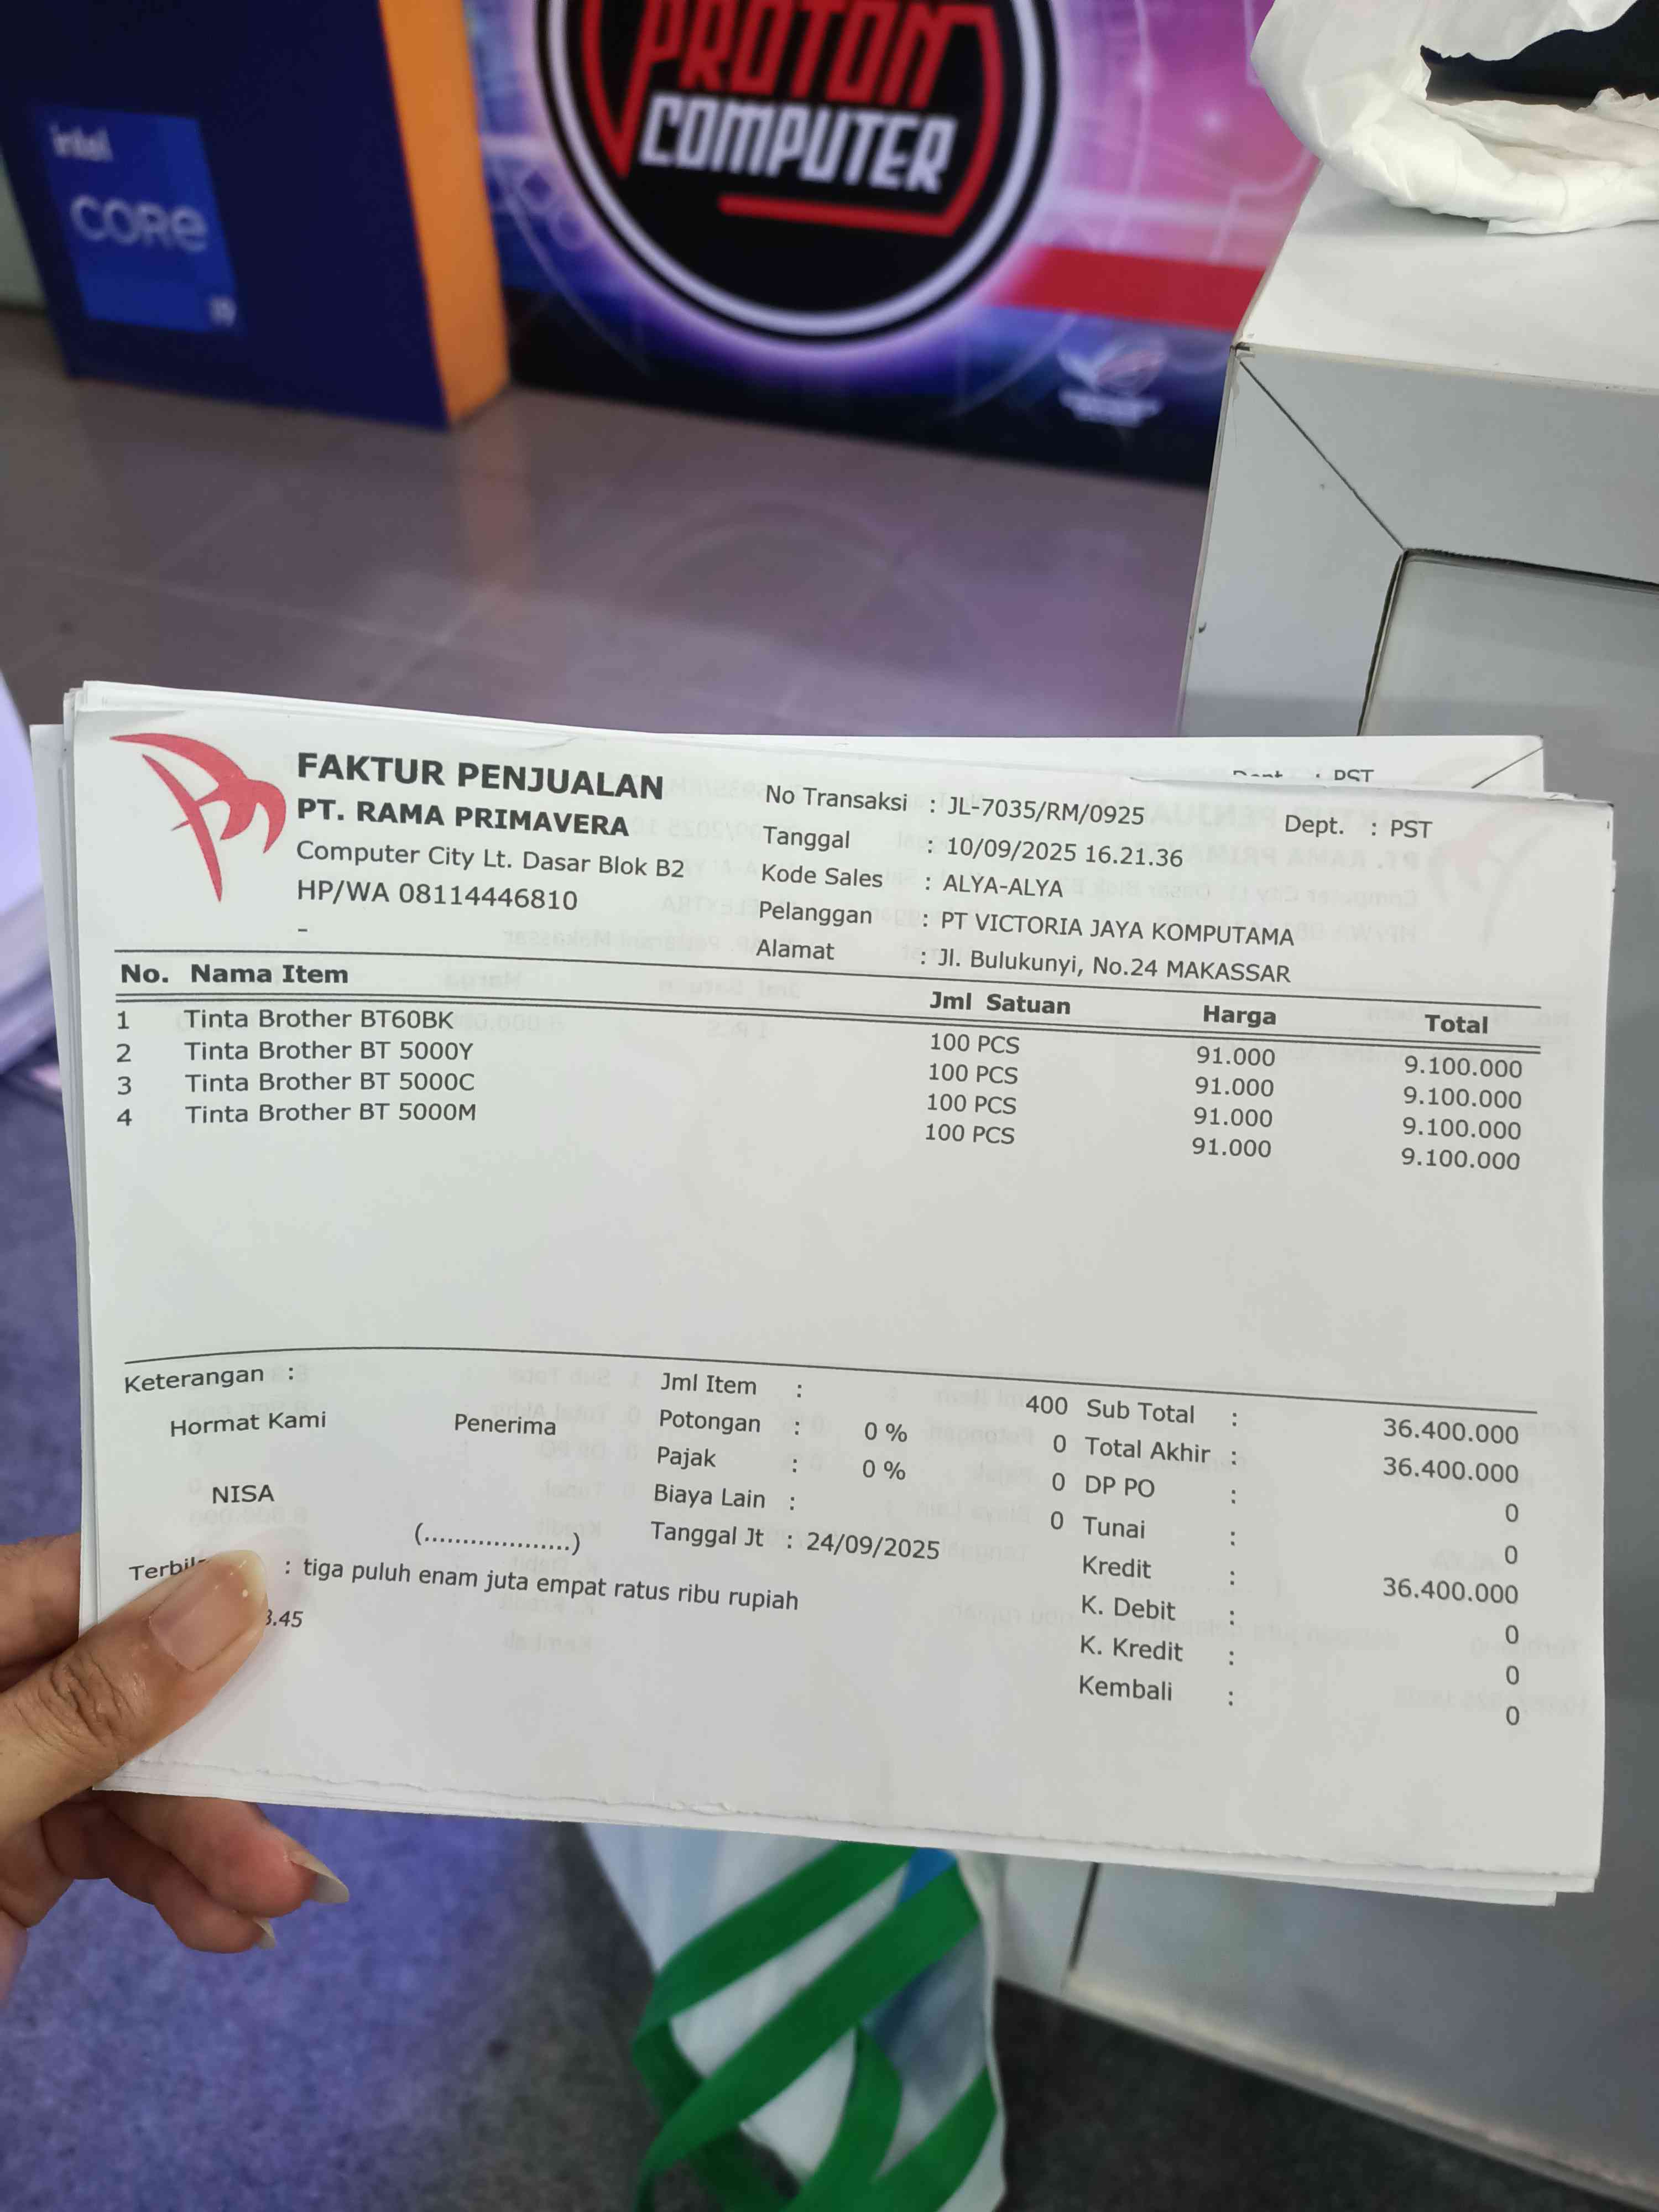 PROTON
COMPUTER
intel
CORE
i9
Dept. : PST
FAKTUR PENJUALAN
PT. RAMA PRIMAVERA
Computer City Lt. Dasar Blok B2
HP/WA 08114446810
-
No Transaksi : JL-7035/RM/0925 Dept. : PST
Tanggal : 10/09/2025 16.21.36
Kode Sales : ALYA-ALYA
Pelanggan : PT VICTORIA JAYA KOMPUTAMA
Alamat : Jl. Bulukunyi, No.24 MAKASSAR
No. Nama Item Jml Satuan Harga Total
1 Tinta Brother BT60BK 100 PCS 91.000 9.100.000
2 Tinta Brother BT 5000Y 100 PCS 91.000 9.100.000
3 Tinta Brother BT 5000C 100 PCS 91.000 9.100.000
4 Tinta Brother BT 5000M 100 PCS 91.000 9.100.000
Keterangan :
Hormat Kami Penerima
NISA
(...................)
Jml Item : 400
Potongan : 0 % 0
Pajak : 0 % 0
Biaya Lain : 0
Tanggal Jt : 24/09/2025
Sub Total : 36.400.000
Total Akhir : 36.400.000
DP PO : 0
Tunai : 0
Kredit : 36.400.000
K. Debit : 0
K. Kredit : 0
Kembali : 0
: tiga puluh enam juta empat ratus ribu rupiah
.45